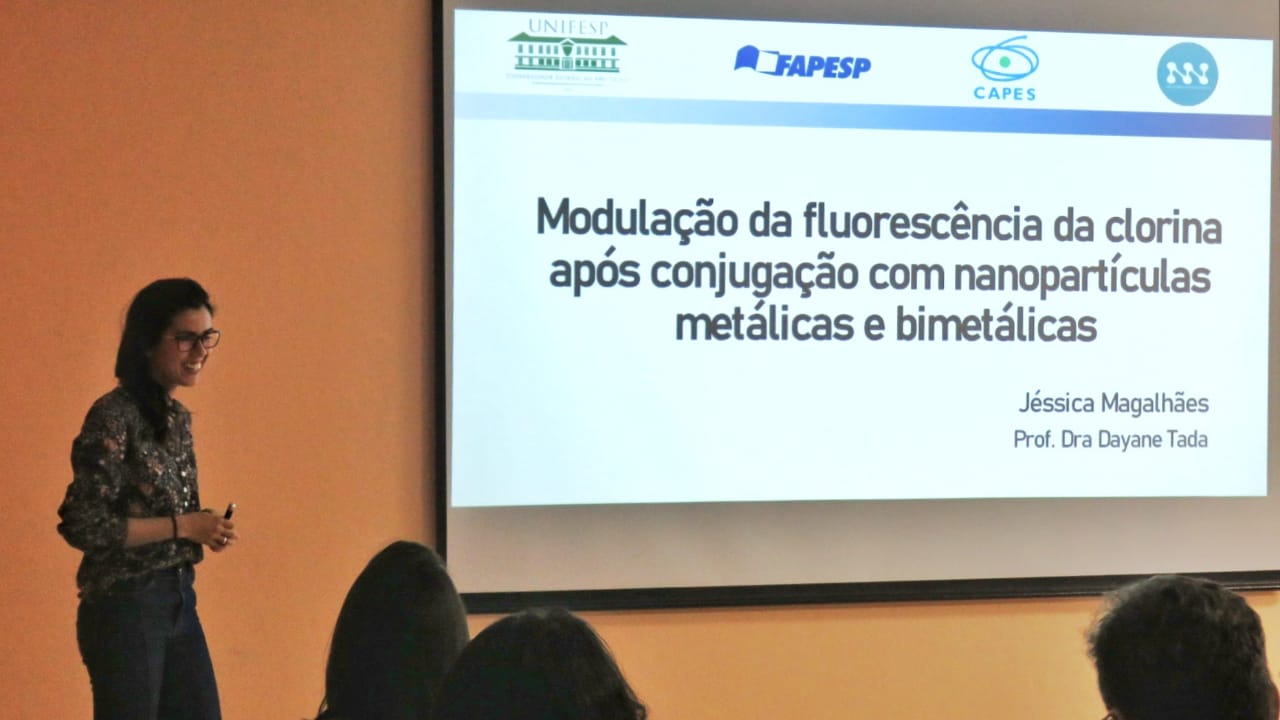 UNIFESP
FAPESP
CAPES
Modulação da fluorescência da clorina
após conjugação com nanopartículas
metálicas e bimetálicas
Jéssica Magalhães
Prof. Dra Dayane Tada